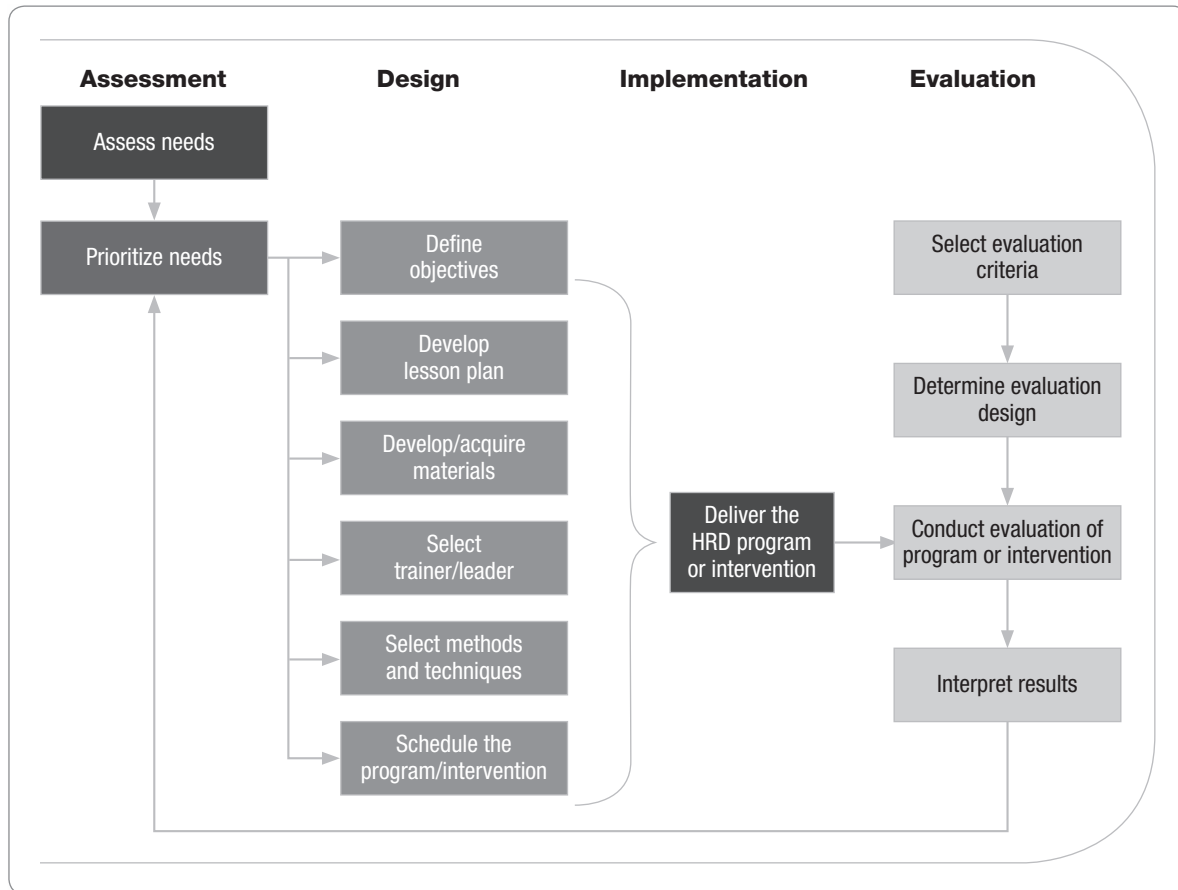 Assessment
Design
Implementation
Evaluation
Assess needs
Prioritize needs
Define
objectives
Develop
lesson plan
Develop/acquire
materials
Select
trainer/leader
Select methods
and techniques
Schedule the
program/intervention
Deliver the
HRD program
or intervention
Select evaluation
criteria
Determine evaluation
design
Conduct evaluation of
program or intervention
Interpret results